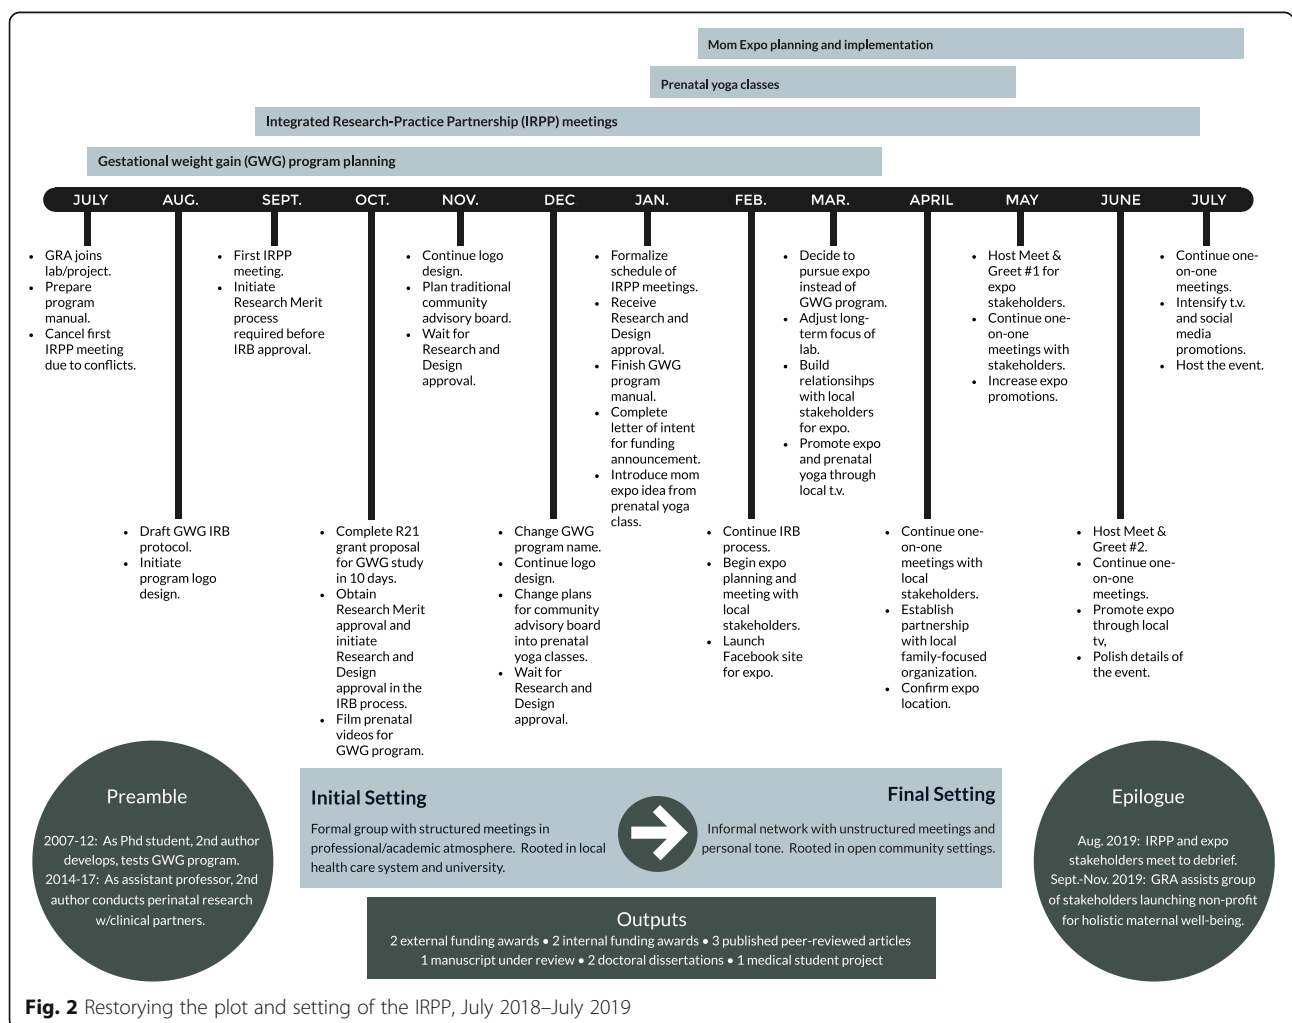 Mom Expo planning and implementation
Prenatal yoga classes
Integrated Research-Practice Partnership (IRPP) meetings
Gestational weight gain (GWG) program planning
JULY AUG. SEPT. OCT. NOV. DEC JAN. FEB. MAR. APRIL MAY JUNE JULY
• GRA joins
lab/project.
• Prepare
program
manual.
• Cancel first
IRPP meeting
due to conflicts.
• First IRPP
meeting.
• Initiate
Research Merit
process
required before
IRB approval.
• Continue logo
design.
• Plan traditional
community
advisory board.
• Wait for
Research and
Design
approval.
• Formalize
schedule of
IRPP meetings.
• Receive
Research and
Design
approval.
• Finish GWG
program
manual.
• Complete
letter of intent
for funding
announcement.
• Introduce mom
expo idea from
prenatal yoga
class.
• Decide to
pursue expo
instead of
GWG program.
• Adjust long-
term focus of
lab.
• Build
relationsihps
with local
stakeholders
for expo.
• Promote expo
and prenatal
yoga through
local t.v.
• Host Meet &
Greet #1 for
expo
stakeholders.
• Continue one-
on-one
meetings with
stakeholders.
• Increase expo
promotions.
• Continue one-
on-one
meetings.
• Intensify t.v.
and social
media
promotions.
• Host the event.
• Draft GWG IRB
protocol.
• Initiate
program logo
design.
• Complete R21
grant proposal
for GWG study
in 10 days.
• Obtain
Research Merit
approval and
initiate
Research and
Design
approval in the
IRB process.
• Film prenatal
videos for
GWG program.
• Change GWG
program name.
• Continue logo
design.
• Change plans
for community
advisory board
into prenatal
yoga classes.
• Wait for
Research and
Design
approval.
• Continue IRB
process.
• Begin expo
planning and
meeting with
local
stakeholders.
• Launch
Facebook site
for expo.
• Continue one-
on-one
meetings with
local
stakeholders.
• Establish
partnership
with local
family-focused
organization.
• Confirm expo
location.
• Host Meet &
Greet #2.
• Continue one-
on-one
meetings.
• Promote expo
through local
tv,
• Polish details of
the event.
Preamble
2007-12: As Phd student, 2nd author
develops, tests GWG program.
2014-17: As assistant professor, 2nd
author conducts perinatal research
w/clinical partners.
Initial Setting
Formal group with structured meetings in
professional/academic atmosphere. Rooted in local
health care system and university.
Final Setting
Informal network with unstructured meetings and
personal tone. Rooted in open community settings.
Epilogue
Aug. 2019: IRPP and expo
stakeholders meet to debrief.
Sept.-Nov. 2019: GRA assists group
of stakeholders launching non-profit
for holistic maternal well-being.
Outputs
2 external funding awards • 2 internal funding awards • 3 published peer-reviewed articles
1 manuscript under review • 2 doctoral dissertations • 1 medical student project
Fig. 2 Restorying the plot and setting of the IRPP, July 2018–July 2019